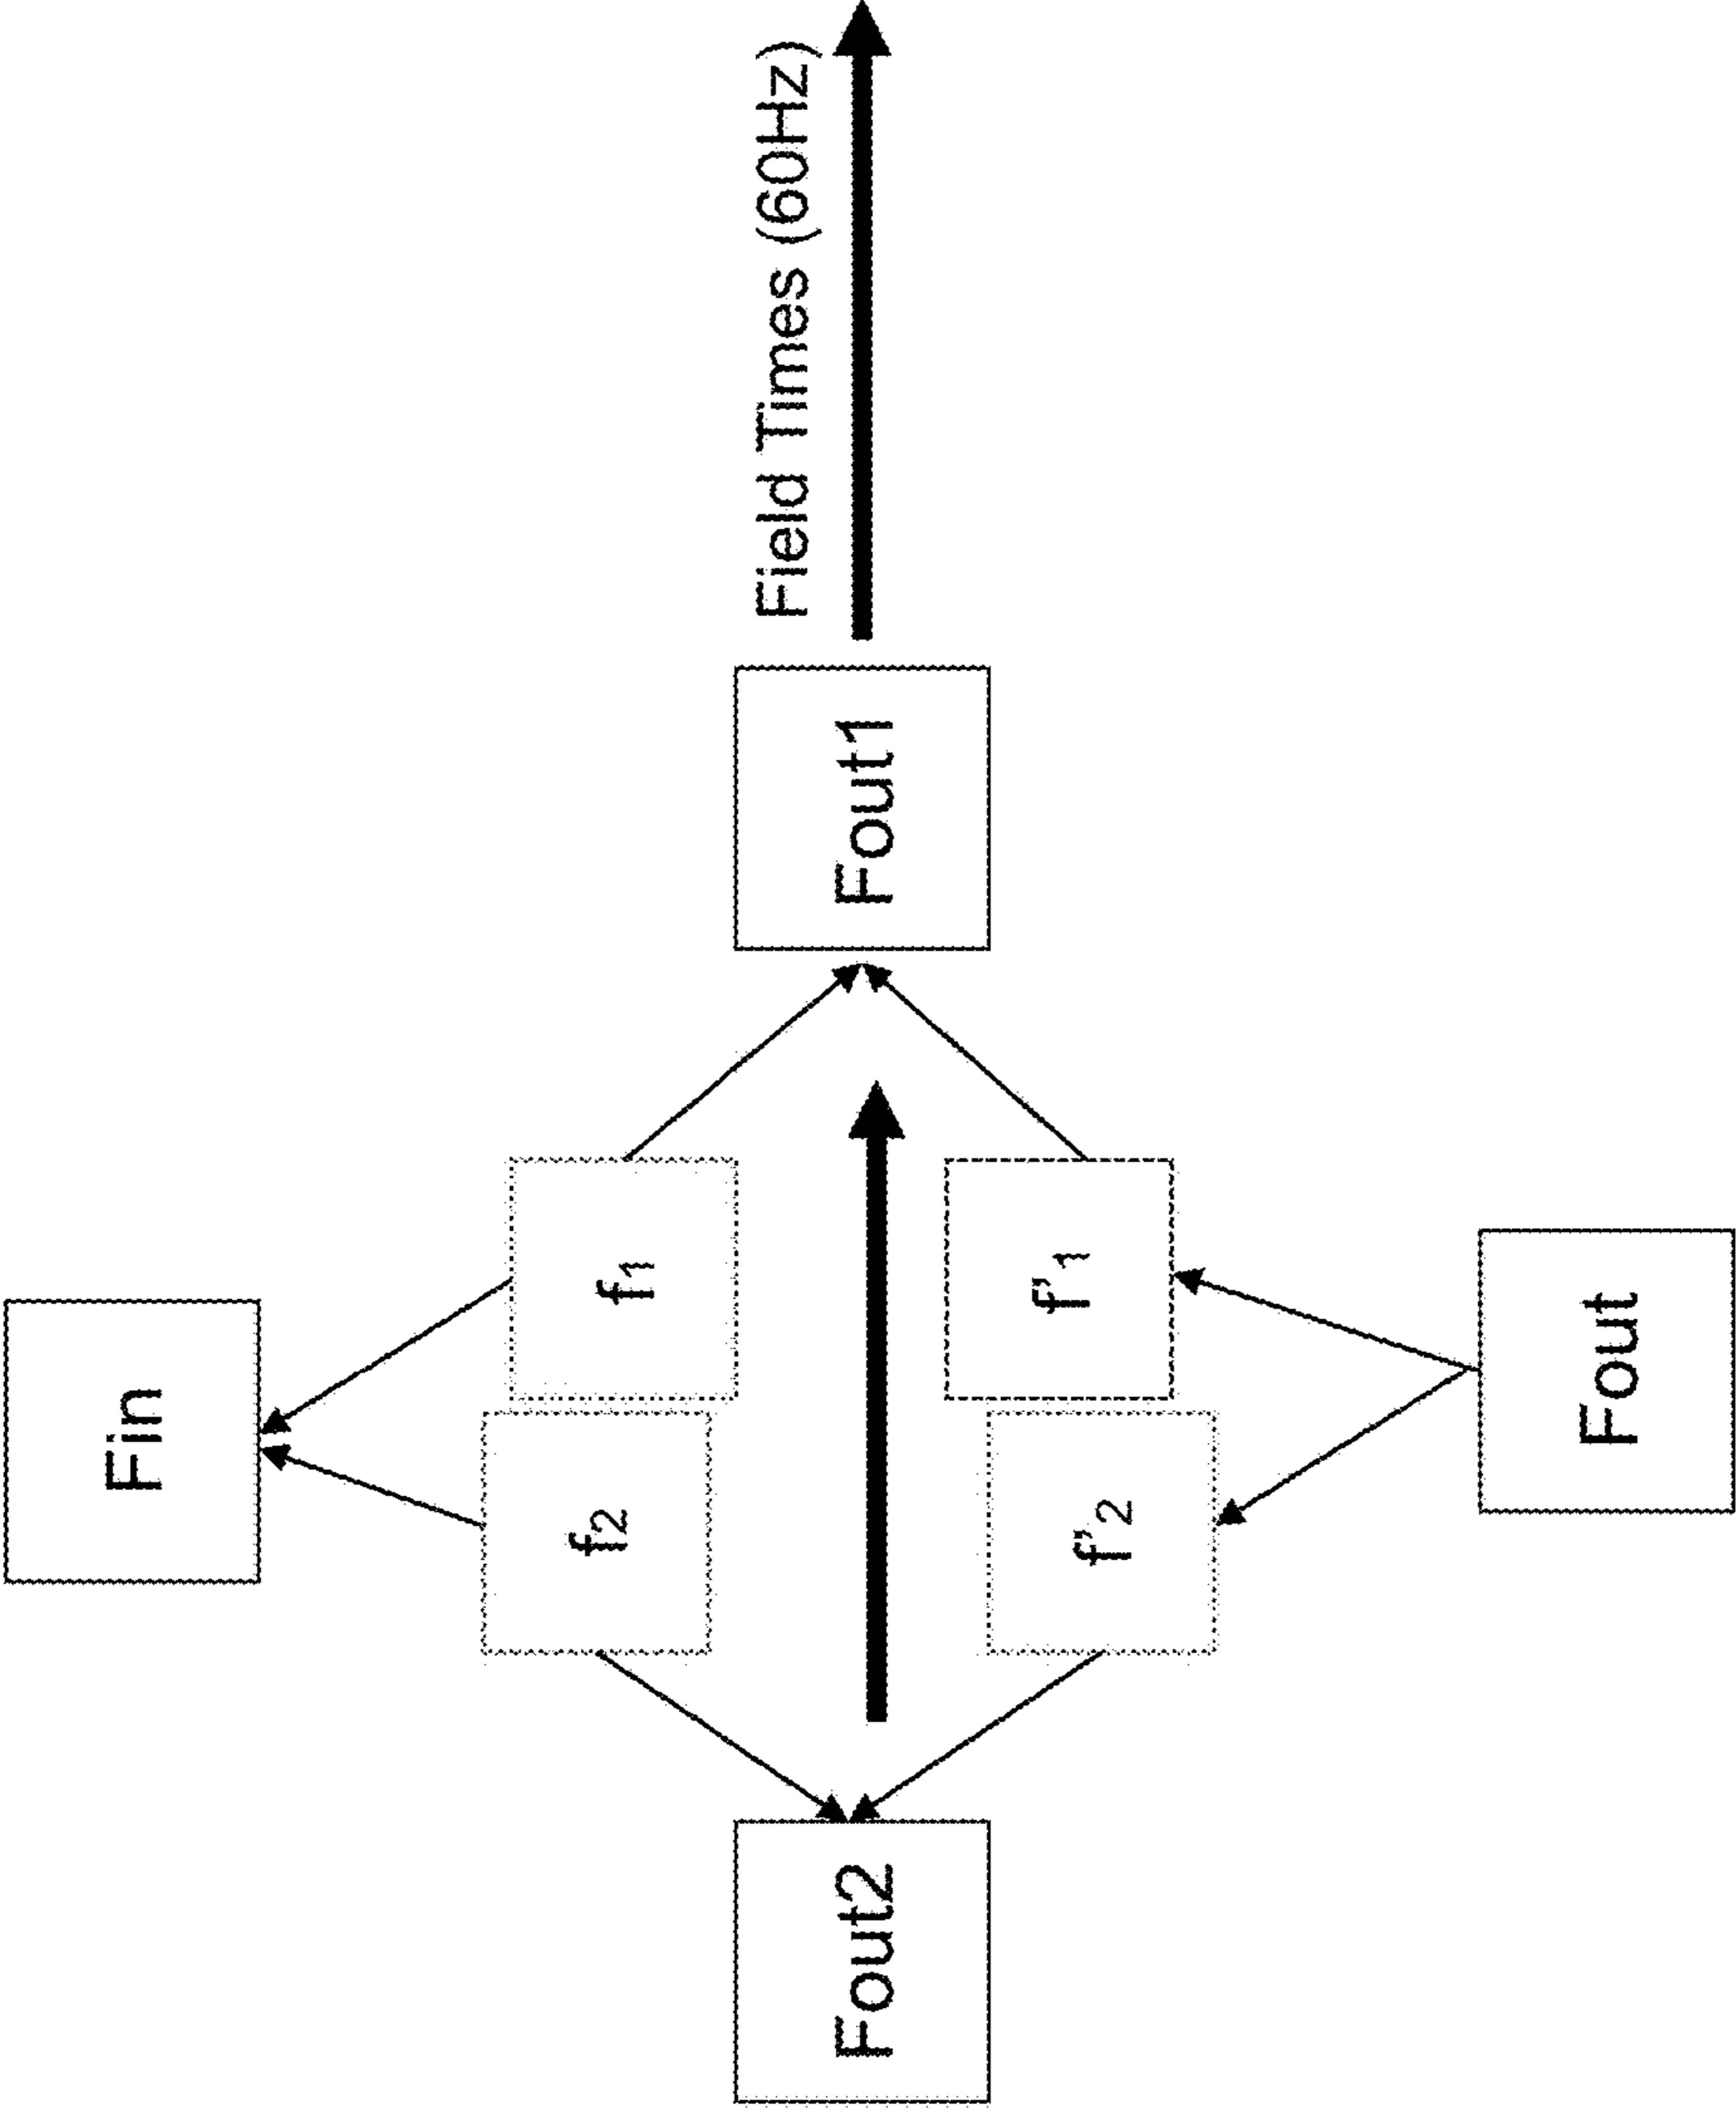 Fin
f2
f1
Fout2
Fout1
Field Times (60Hz)
f'2
f'1
Fout